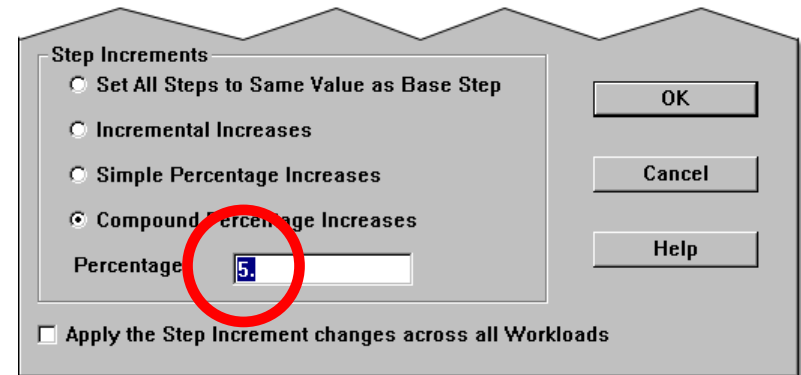 Step Increments
Set All Steps to Same Value as Base Step
OK
Incremental Increases
Simple Percentage Increases
Cancel
Compound Percentage Increases
Help
Percentage
5.
Apply the Step Increment changes across all Workloads